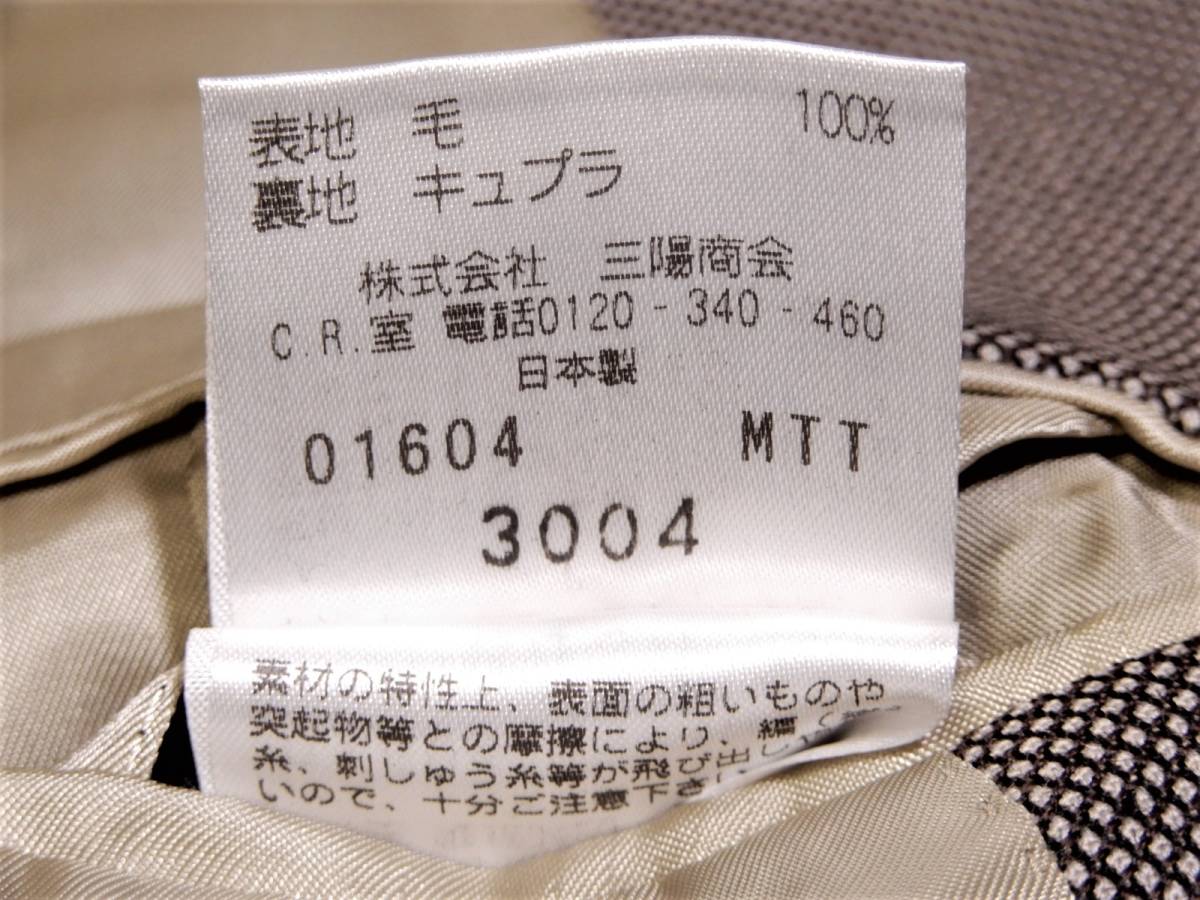 表地 毛 100%
裏地 キュプラ
株式会社 三陽商会
C.R.室 電話0120-340-460
日本製
01604 MTT
3004
素材の特性上、表面の粗いものや
突起物等との摩擦により、編
糸、刺しゅう糸等が飛び出し
いので、十分ご注意下さ